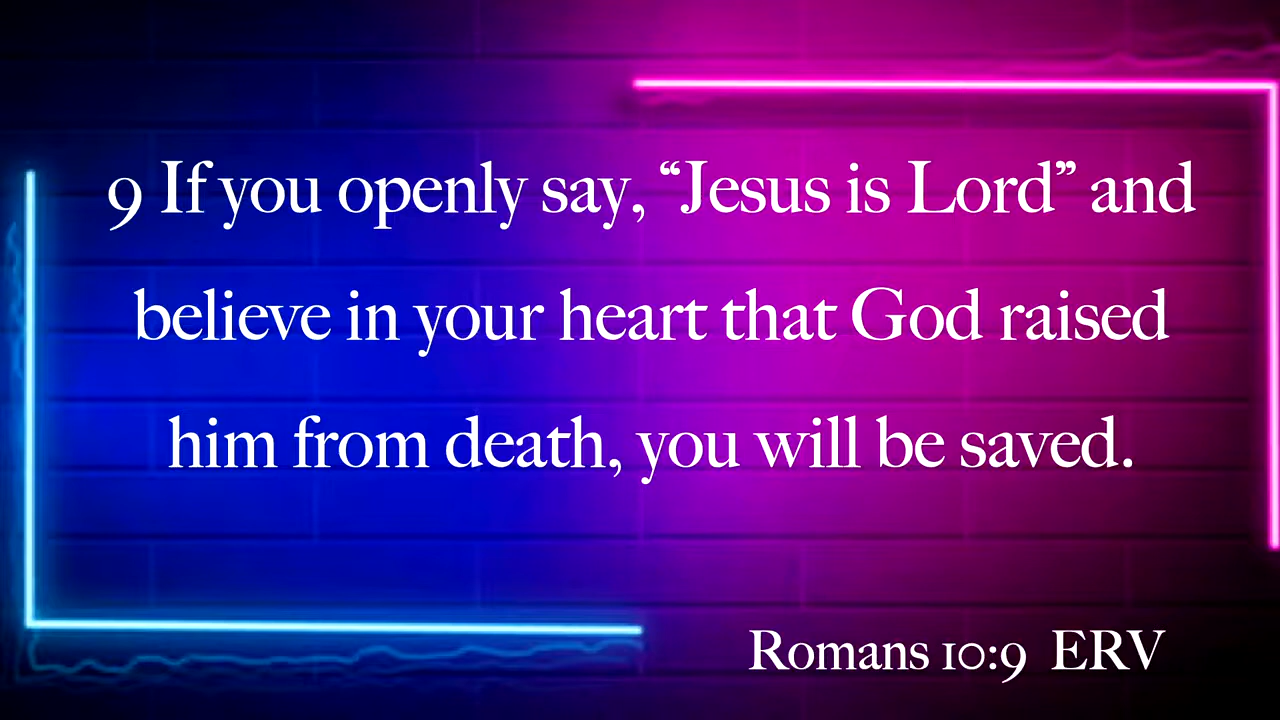 9 If you openly say, “Jesus is Lord” and
believe in your heart that God raised
him from death, you will be saved.
Romans 10:9 ERV